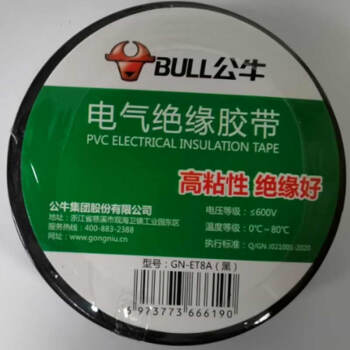 BULL公牛
电气绝缘胶带
PVC ELECTRICAL INSULATION TAPE
高粘性 绝缘好
公牛集团股份有限公司
地址:浙江省慈溪市观海卫镇工业园东区
服务热线:400-883-2388
网址:www.gongniu.cn
电压等级:≤600V
温度等级:0℃~80℃
执行标准:Q/GNJ021001-2020
型号:GN-ET8A(黑)
6973773666190